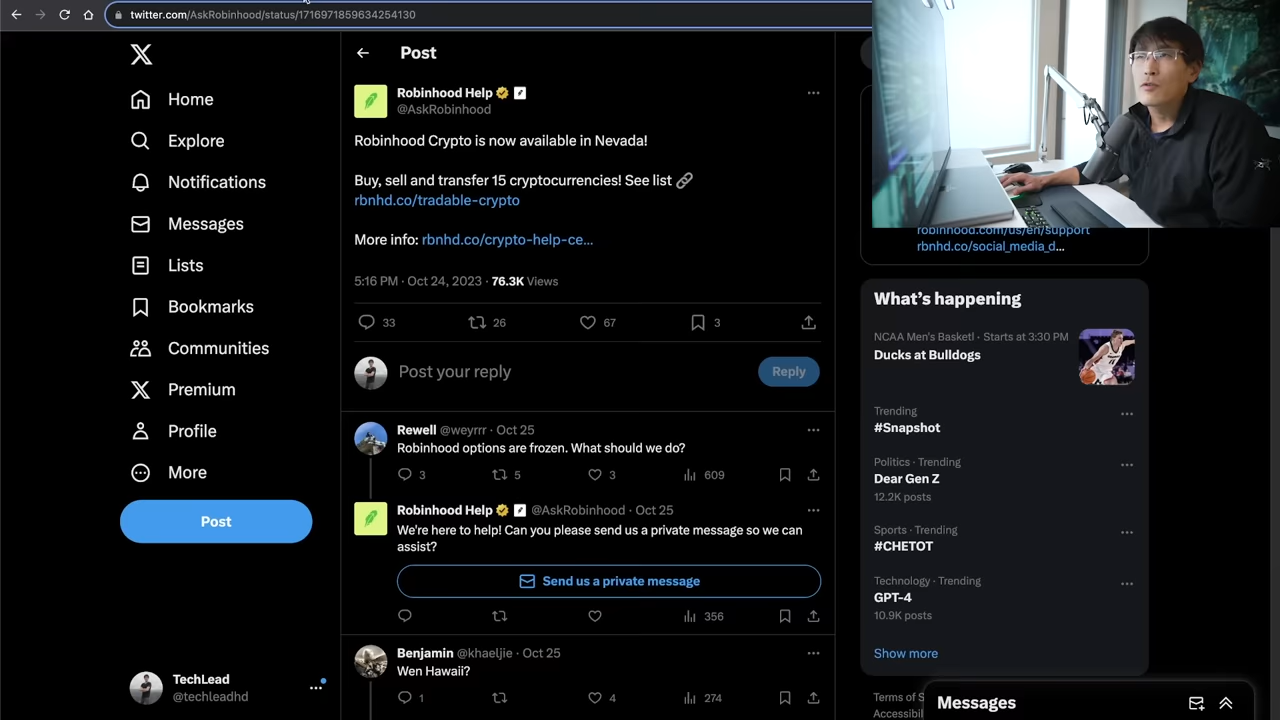 twitter.com/AskRobinhood/status/1716971859634254130
Home
Explore
Notifications
Messages
Lists
Bookmarks
Communities
Premium
Profile
More
Post
TechLead
@techleadhd
Post
Robinhood Help
@AskRobinhood
Robinhood Crypto is now available in Nevada!
Buy, sell and transfer 15 cryptocurrencies! See list
rbnhd.co/tradable-crypto
More info: rbnhd.co/crypto-help-ce...
5:16 PM · Oct 24, 2023 · 76.3K Views
33 26 67 3
Post your reply
Reply
Rewell @weyrrr · Oct 25
Robinhood options are frozen. What should we do?
3 5 3 609
Robinhood Help @AskRobinhood · Oct 25
We're here to help! Can you please send us a private message so we can
assist?
Send us a private message
356
Benjamin @khaeljie · Oct 25
Wen Hawaii?
1 4 274
robinhood.com/us/en/support
rbnhd.co/social_media_d...
What's happening
NCAA Men's Basketl · Starts at 3:30 PM
Ducks at Bulldogs
Trending
#Snapshot
Politics · Trending
Dear Gen Z
12.2K posts
Sports · Trending
#CHETOT
Technology · Trending
GPT-4
10.9K posts
Show more
Terms of S
Accessibil
Messages